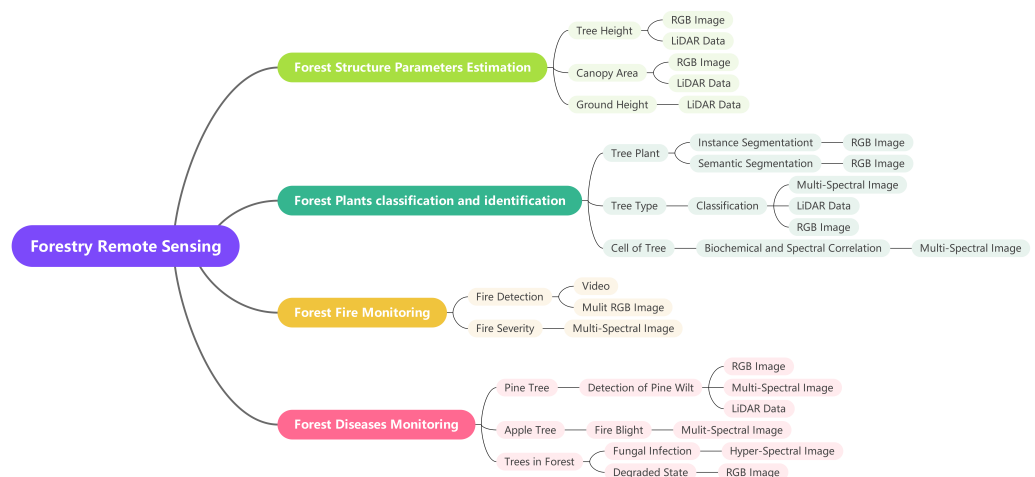 Forestry Remote Sensing
Forest Structure Parameters Estimation
Tree Height
RGB Image
LiDAR Data
Canopy Area
RGB Image
LiDAR Data
Ground Height
LiDAR Data
Forest Plants classification and identification
Tree Plant
Instance Segmentationt
RGB Image
Semantic Segmentation
RGB Image
Tree Type
Classification
Multi-Spectral Image
LiDAR Data
RGB Image
Cell of Tree
Biochemical and Spectral Correlation
Multi-Spectral Image
Forest Fire Monitoring
Fire Detection
Video
Mulit RGB Image
Fire Severity
Multi-Spectral Image
Forest Diseases Monitoring
Pine Tree
Detection of Pine Wilt
RGB Image
Multi-Spectral Image
LiDAR Data
Apple Tree
Fire Blight
Mulit-Spectral Image
Trees in Forest
Fungal Infection
Hyper-Spectral Image
Degraded State
RGB Image